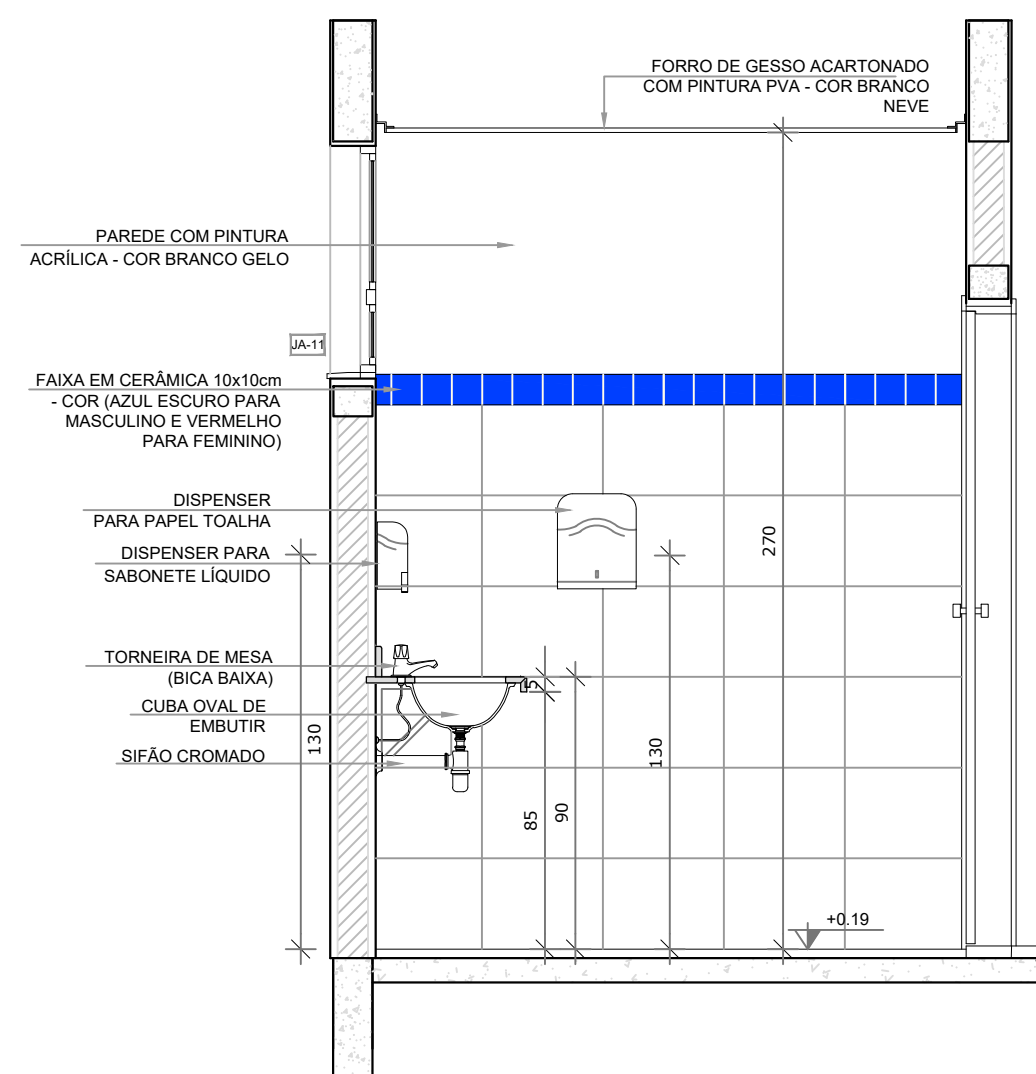 FORRO DE GESSO ACARTONADO
COM PINTURA PVA - COR BRANCO
NEVE
PAREDE COM PINTURA
ACRÍLICA - COR BRANCO GELO
JA-11
FAIXA EM CERÂMICA 10x10cm
- COR (AZUL ESCURO PARA
MASCULINO E VERMELHO
PARA FEMININO)
DISPENSER
PARA PAPEL TOALHA
DISPENSER PARA
SABONETE LÍQUIDO
TORNEIRA DE MESA
(BICA BAIXA)
CUBA OVAL DE
EMBUTIR
SIFÃO CROMADO
130
5
85
90
130
270
+0.19